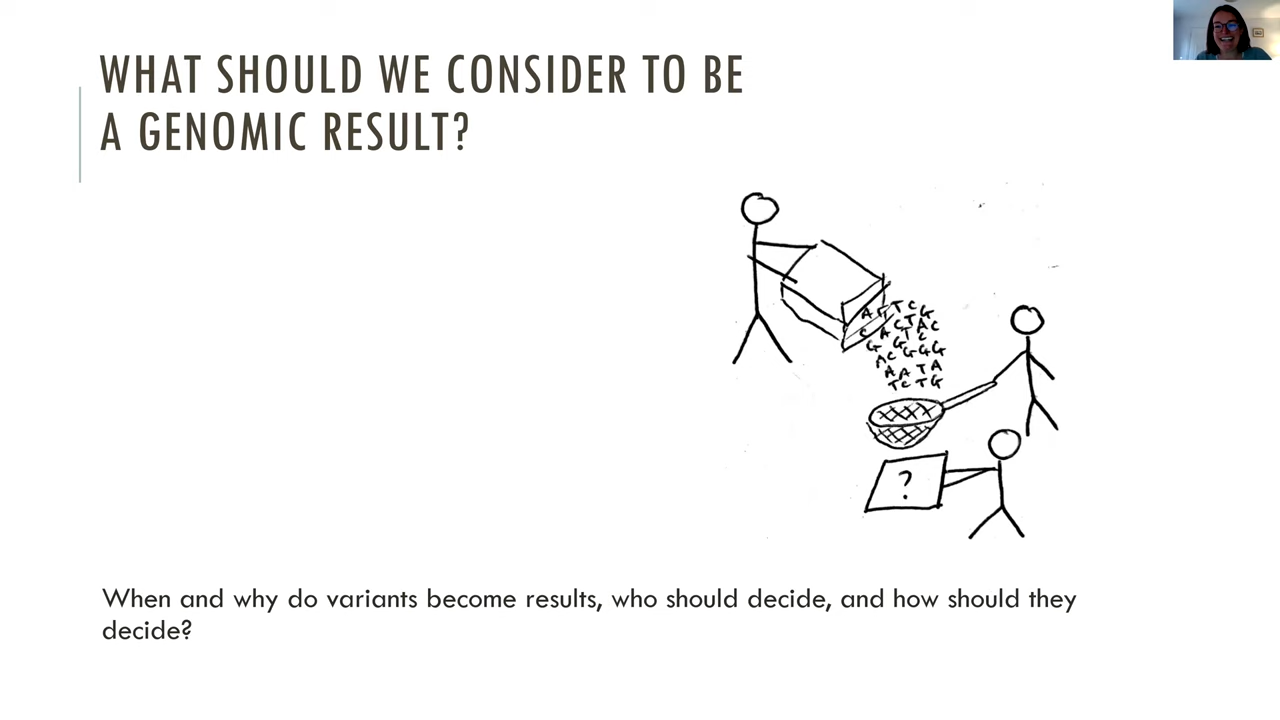 WHAT SHOULD WE CONSIDER TO BE
A GENOMIC RESULT?
A G T C G
C A C T A C
G G T C
A C G G G
A A T A
T C T G
?
When and why do variants become results, who should decide, and how should they
decide?